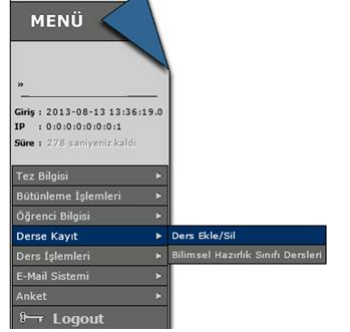 MENÜ
»
Giriş : 2013-08-13 13:36:19.0
IP : 0:0:0:0:0:0:0:1
Süre : 278 saniyeniz kaldı
Tez Bilgisi
Bütünleme İşlemleri
Öğrenci Bilgisi
Derse Kayıt
Ders Ekle/Sil
Ders İşlemleri
Bilimsel Hazırlık Sınıfı Dersleri
E-Mail Sistemi
Anket
Logout